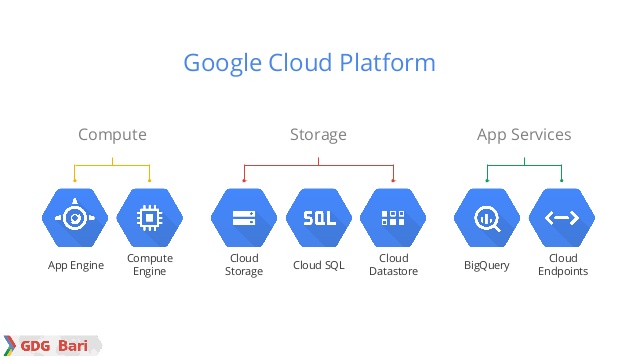 Google Cloud Platform
Compute
Storage
App Services
SQL
App Engine
Compute
Engine
Cloud
Storage
Cloud SQL
Cloud
Datastore
BigQuery
Cloud
Endpoints
GDG Bari